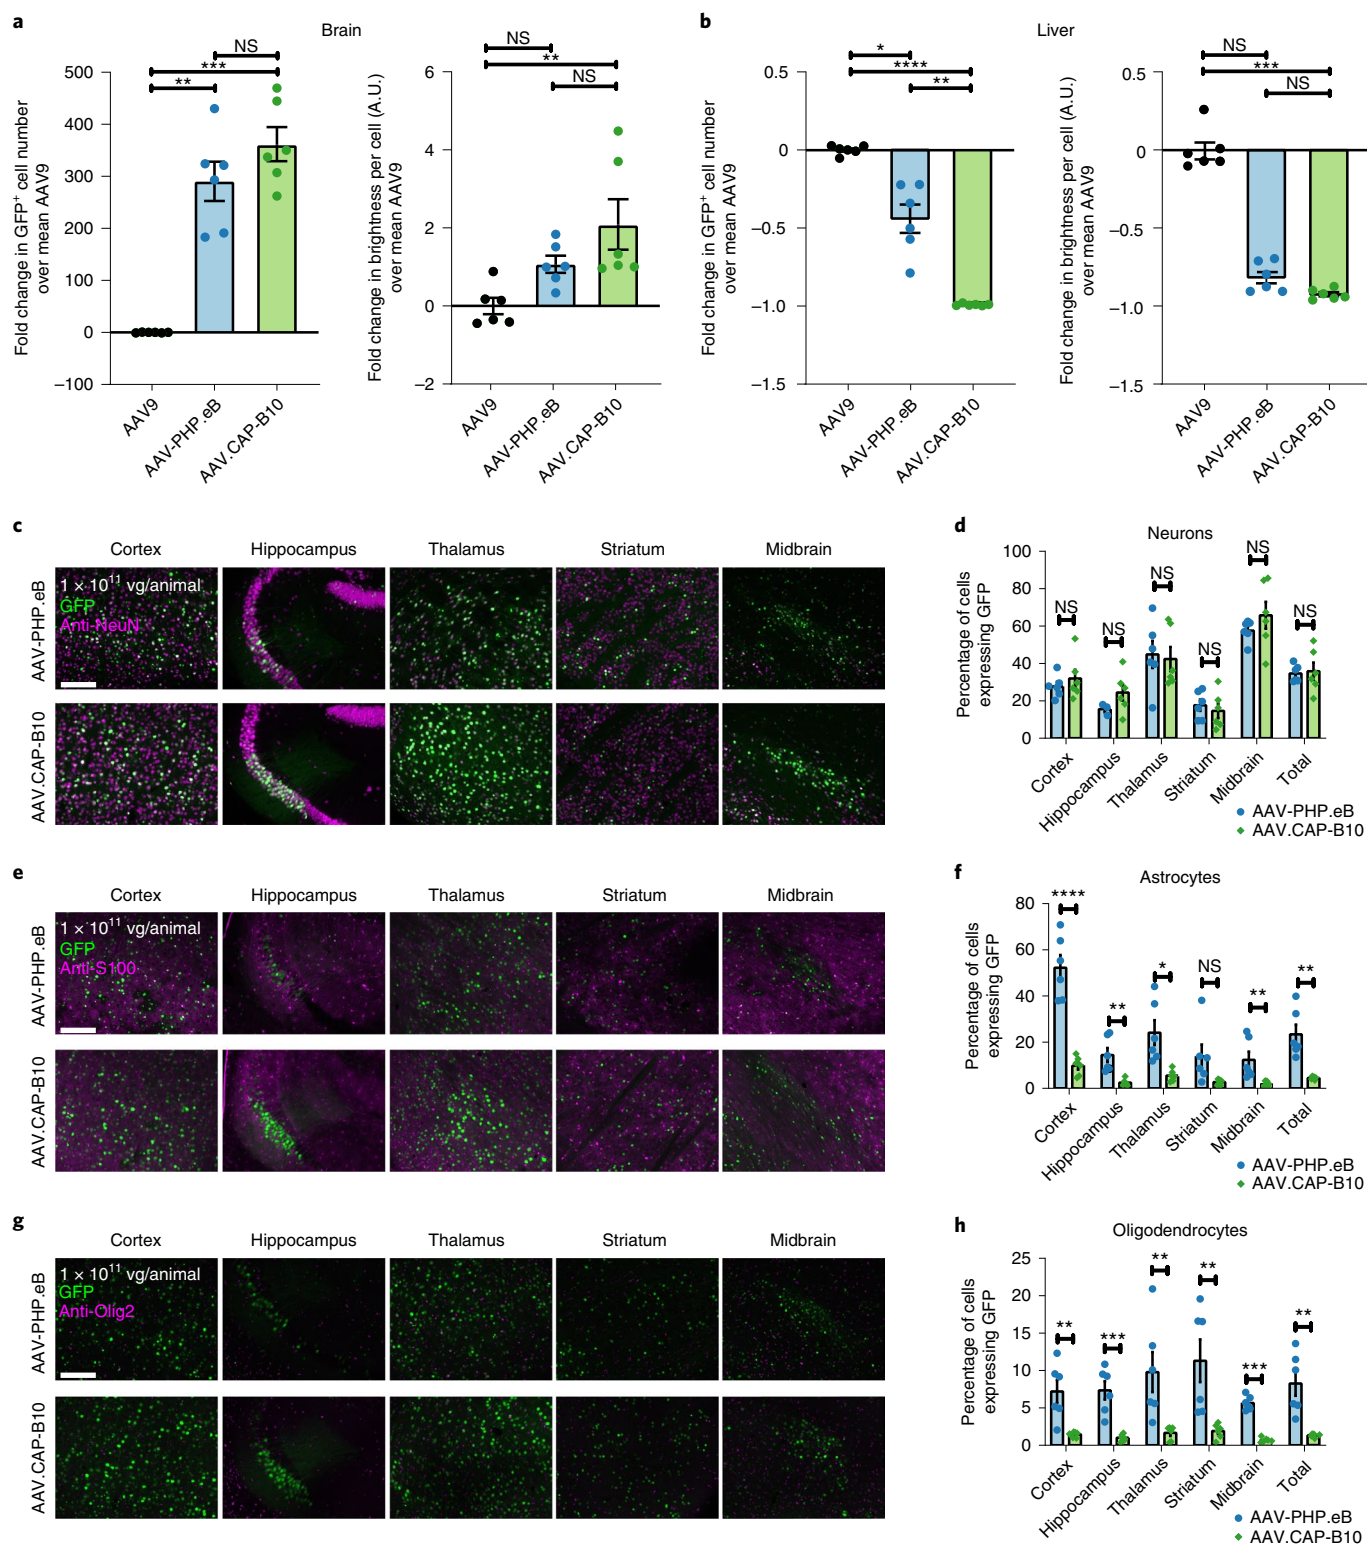 a
Brain
NS
***
**
Fold change in GFP⁺ cell number
over mean AAV9
500
400
300
200
100
0
–100
AAV9
AAV-PHP.eB
AAV.CAP-B10
NS
**
NS
Fold change in brightness per cell (A.U.)
over mean AAV9
6
4
2
0
–2
AAV9
AAV-PHP.eB
AAV.CAP-B10
b
Liver
*
****
**
Fold change in GFP⁺ cell number
over mean AAV9
0.5
0
–0.5
–1.0
–1.5
AAV9
AAV-PHP.eB
AAV.CAP-B10
NS
***
NS
Fold change in brightness per cell (A.U.)
over mean AAV9
0.5
0
–0.5
–1.0
–1.5
AAV9
AAV-PHP.eB
AAV.CAP-B10
c
Cortex
Hippocampus
Thalamus
Striatum
Midbrain
AAV-PHP.eB
1 × 10¹¹ vg/animal
GFP
Anti-NeuN
AAV.CAP-B10
d
Neurons
Percentage of cells
expressing GFP
100
80
60
40
20
0
NS
NS
NS
NS
NS
NS
Cortex
Hippocampus
Thalamus
Striatum
Midbrain
Total
AAV-PHP.eB
AAV.CAP-B10
e
Cortex
Hippocampus
Thalamus
Striatum
Midbrain
AAV-PHP.eB
1 × 10¹¹ vg/animal
GFP
Anti-S100
AAV.CAP-B10
f
Astrocytes
Percentage of cells
expressing GFP
80
60
40
20
0
****
**
*
NS
**
**
Cortex
Hippocampus
Thalamus
Striatum
Midbrain
Total
AAV-PHP.eB
AAV.CAP-B10
g
Cortex
Hippocampus
Thalamus
Striatum
Midbrain
AAV-PHP.eB
1 × 10¹¹ vg/animal
GFP
Anti-Olig2
AAV.CAP-B10
h
Oligodendrocytes
Percentage of cells
expressing GFP
25
20
15
10
5
0
**
***
**
**
***
**
Cortex
Hippocampus
Thalamus
Striatum
Midbrain
Total
AAV-PHP.eB
AAV.CAP-B10